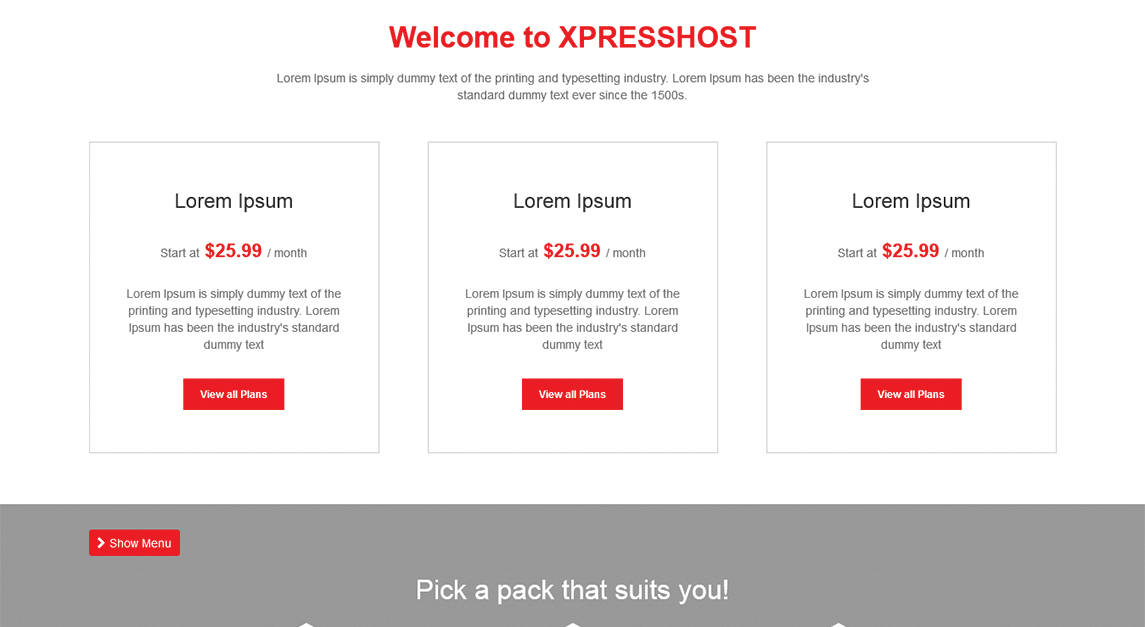 Welcome to XPRESSHOST
Lorem Ipsum is simply dummy text of the printing and typesetting industry. Lorem Ipsum has been the industry's
standard dummy text ever since the 1500s.
Lorem Ipsum
Start at $25.99 / month
Lorem Ipsum is simply dummy text of the
printing and typesetting industry. Lorem
Ipsum has been the industry's standard
dummy text
View all Plans
Lorem Ipsum
Start at $25.99 / month
Lorem Ipsum is simply dummy text of the
printing and typesetting industry. Lorem
Ipsum has been the industry's standard
dummy text
View all Plans
Lorem Ipsum
Start at $25.99 / month
Lorem Ipsum is simply dummy text of the
printing and typesetting industry. Lorem
Ipsum has been the industry's standard
dummy text
View all Plans
Show Menu
Pick a pack that suits you!